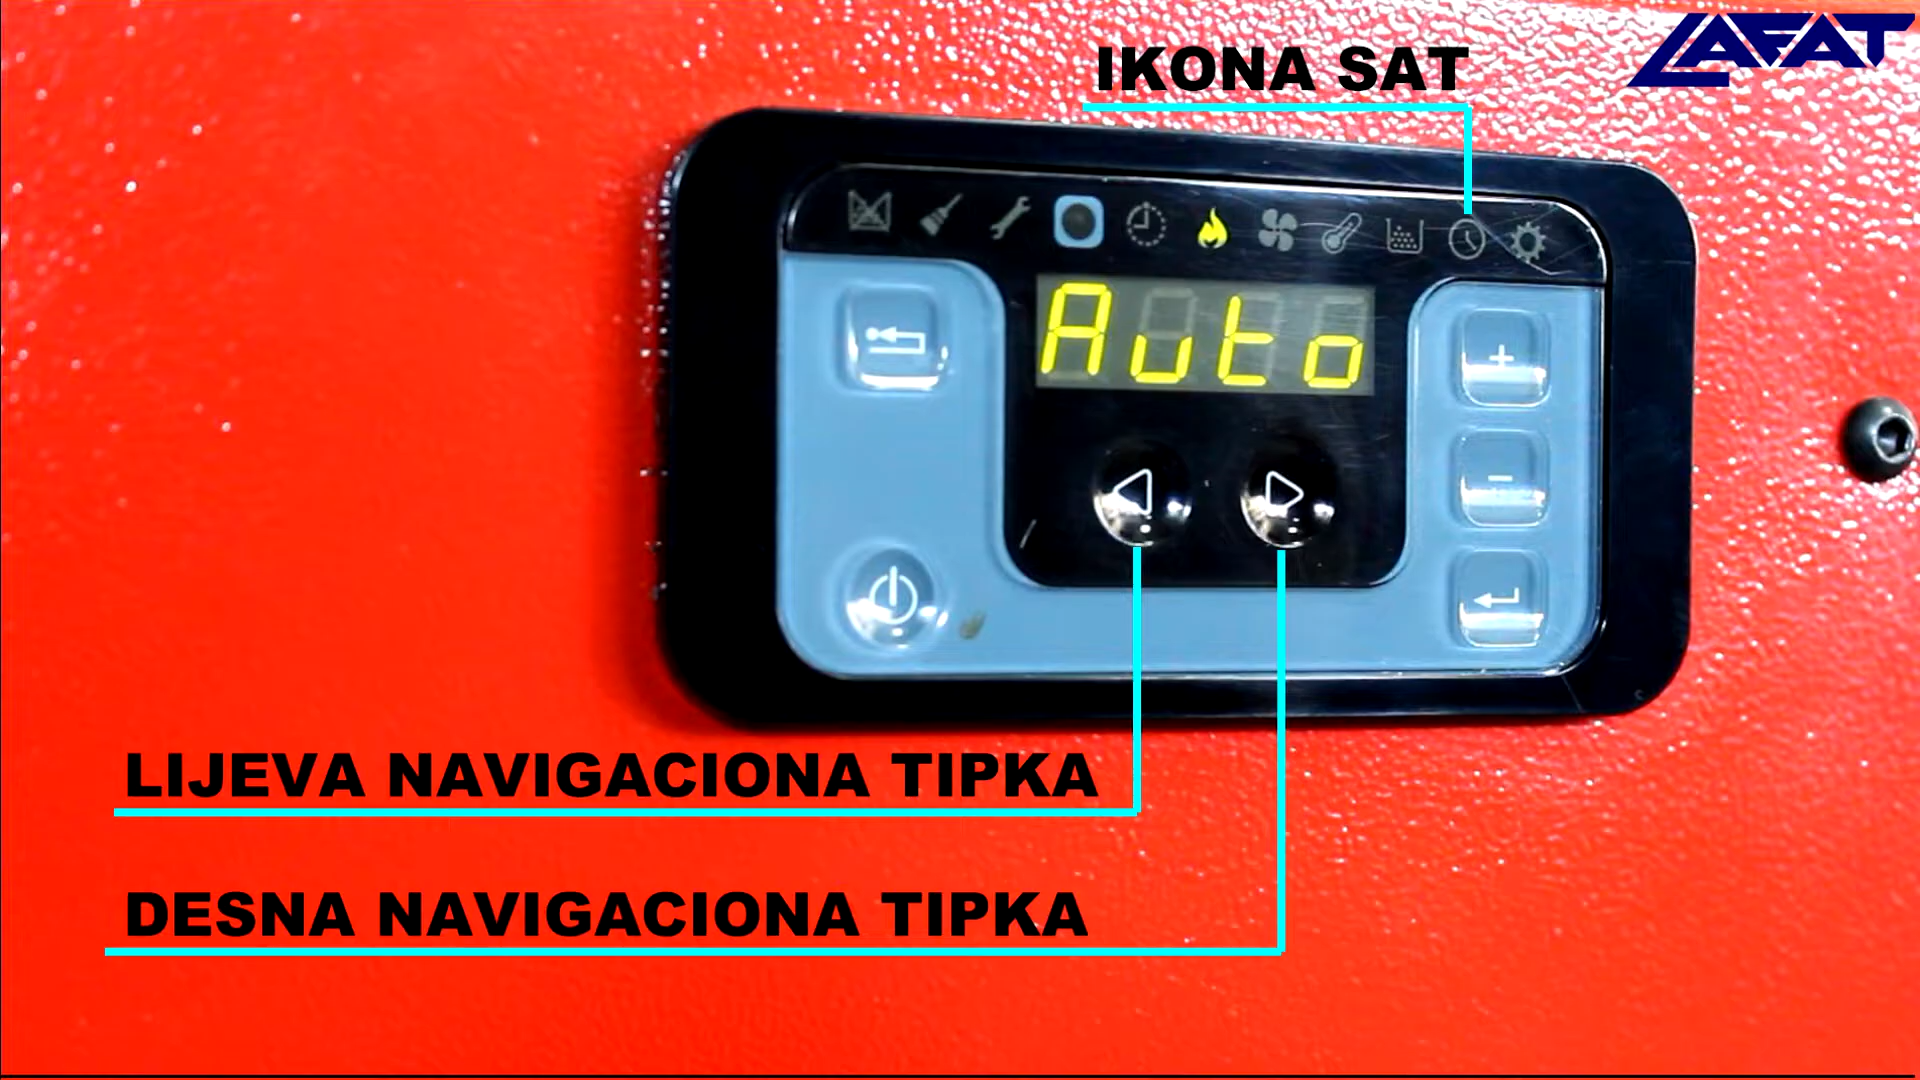 LAFAT
IKONA SAT
Auto
+
-
LIJEVA NAVIGACIONA TIPKA
DESNA NAVIGACIONA TIPKA